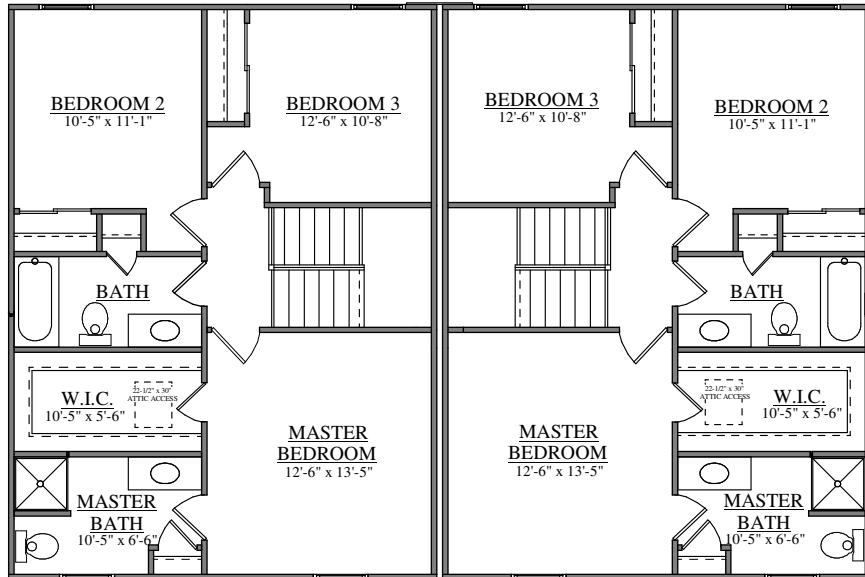 BEDROOM 2
10'-5" x 11'-1"
BEDROOM 3
12'-6" x 10'-8"
BEDROOM 3
12'-6" x 10'-8"
BEDROOM 2
10'-5" x 11'-1"
BATH
BATH
W.I.C.
10'-5" x 5'-6"
22-1/2" x 30"
ATTIC ACCESS
22-1/2" x 30"
ATTIC ACCESS
W.I.C.
10'-5" x 5'-6"
MASTER
BEDROOM
12'-6" x 13'-5"
MASTER
BEDROOM
12'-6" x 13'-5"
MASTER
BATH
10'-5" x 6'-6"
MASTER
BATH
10'-5" x 6'-6"